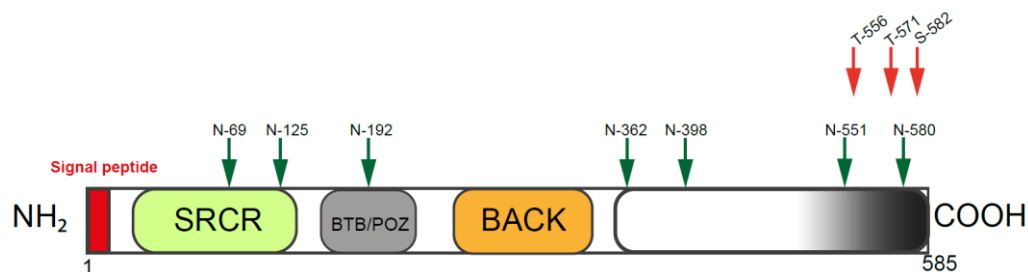 T-556 T-571 S-582
N-69 N-125 N-192 N-362 N-398 N-551 N-580
Signal peptide
NH₂ SRCR BTB/POZ BACK COOH
1 585